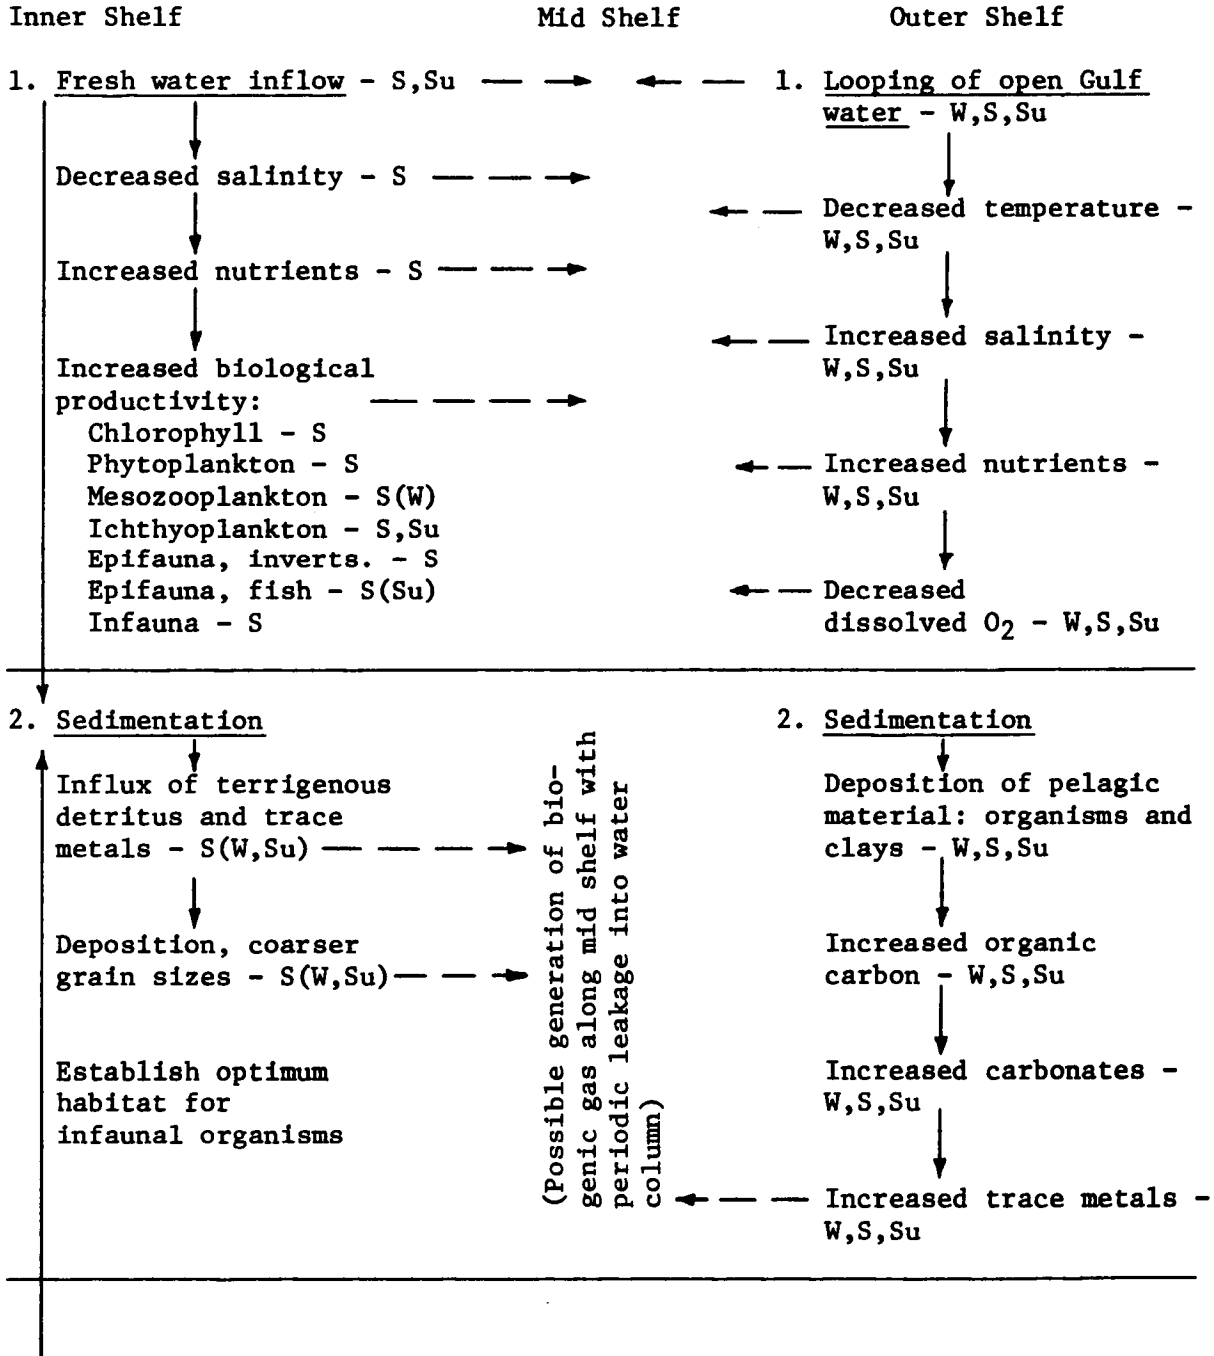 Inner Shelf
Mid Shelf
Outer Shelf
1. Fresh water inflow - S,Su
Decreased salinity - S
Increased nutrients - S
Increased biological
productivity:
Chlorophyll - S
Phytoplankton - S
Mesozooplankton - S(W)
Ichthyoplankton - S,Su
Epifauna, inverts. - S
Epifauna, fish - S(Su)
Infauna - S
1. Looping of open Gulf
water - W,S,Su
Decreased temperature -
W,S,Su
Increased salinity -
W,S,Su
Increased nutrients -
W,S,Su
Decreased
dissolved O2 - W,S,Su
2. Sedimentation
Influx of terrigenous
detritus and trace
metals - S(W,Su)
Deposition, coarser
grain sizes - S(W,Su)
Establish optimum
habitat for
infaunal organisms
(Possible generation of bio-
genic gas along mid shelf with
periodic leakage into water
column)
2. Sedimentation
Deposition of pelagic
material: organisms and
clays - W,S,Su
Increased organic
carbon - W,S,Su
Increased carbonates -
W,S,Su
Increased trace metals -
W,S,Su